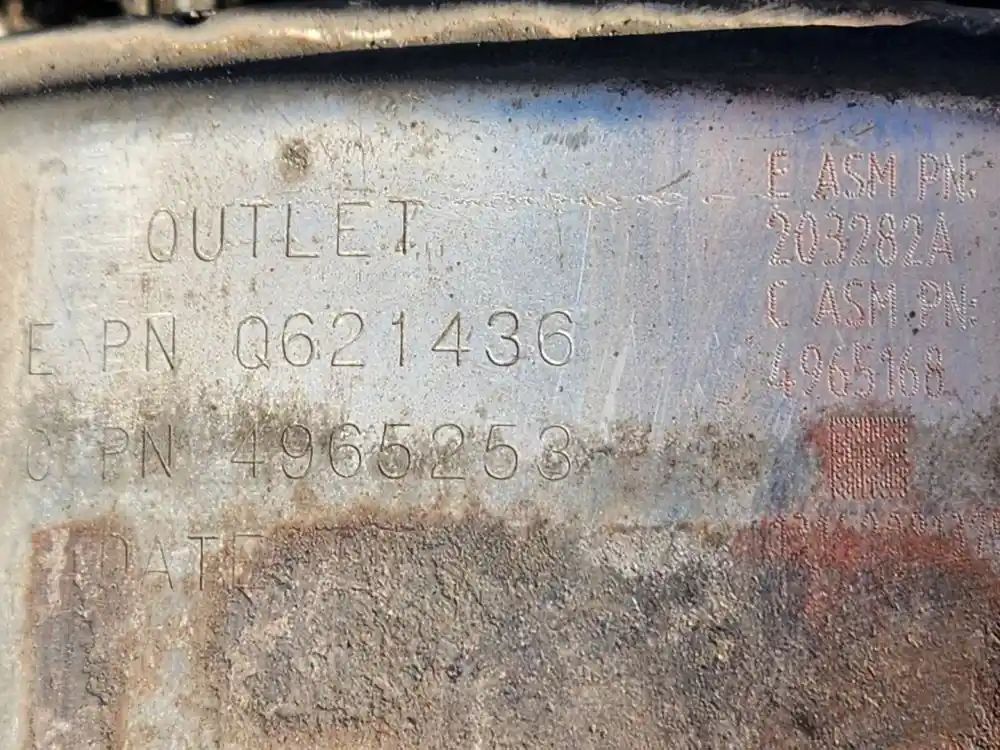 OUTLET
E PN Q621436
C PN 4965253
DATE
E ASM PN:
203282A
C ASM PN:
4965168